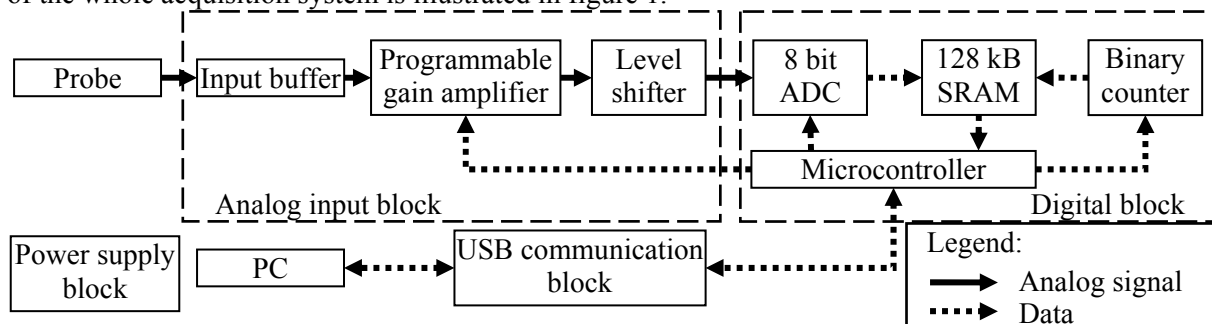 of the whole acquisition system is illustrated in figure 1.
Probe
Input buffer
Programmable
gain amplifier
Level
shifter
8 bit
ADC
128 kB
SRAM
Binary
counter
Microcontroller
Analog input block
Digital block
Power supply
block
PC
USB communication
block
Legend:
Analog signal
Data